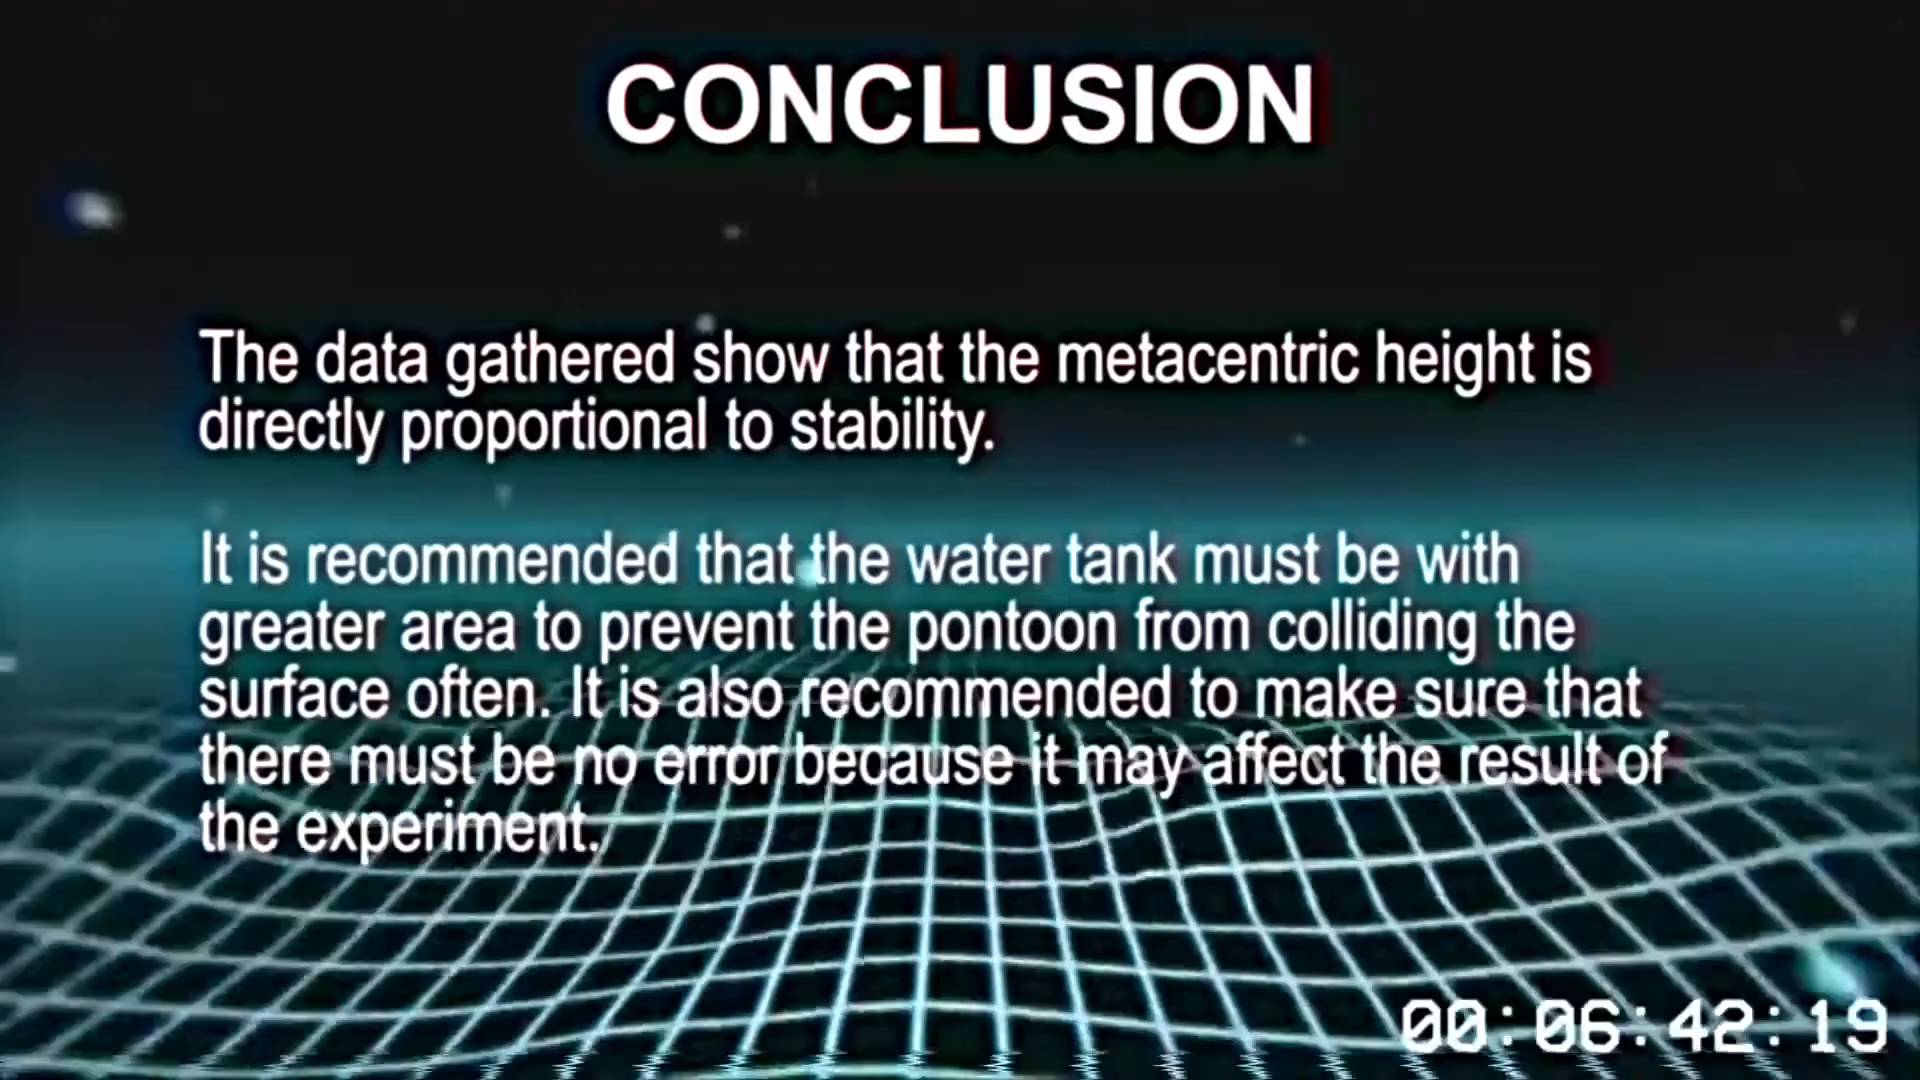 CONCLUSION
The data gathered show that the metacentric height is
directly proportional to stability.
It is recommended that the water tank must be with
greater area to prevent the pontoon from colliding the
surface often. It is also recommended to make sure that
there must be no error because it may affect the result of
the experiment.
00:06:42:19